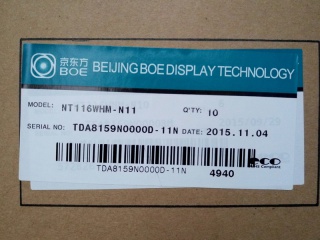 京东方
BOE BEIJING BOE DISPLAY TECHNOLOGY
MODEL: NT116WHM-N11 Q'TY: 10
SERIAL NO: TDA8159N0000D-11N DATE: 2015.11.04
TDA8159N0000D-11N 4940
eco